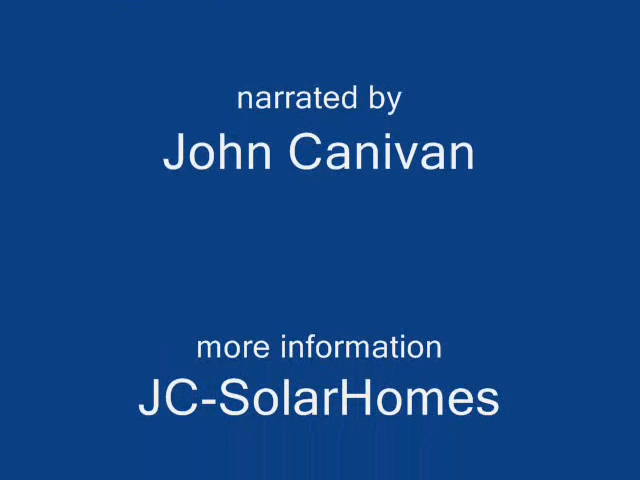 narrated by
John Canivan
more information
JC-SolarHomes